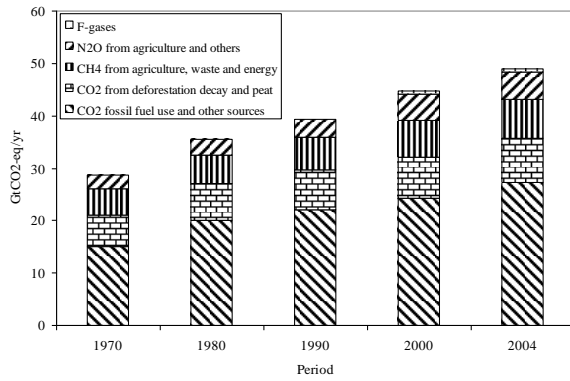 60
50
40
30
20
10
0
GtCO2-eq/yr
F-gases
N2O from agriculture and others
CH4 from agriculture, waste and energy
CO2 from deforestation decay and peat
CO2 fossil fuel use and other sources
1970 1980 1990 2000 2004
Period